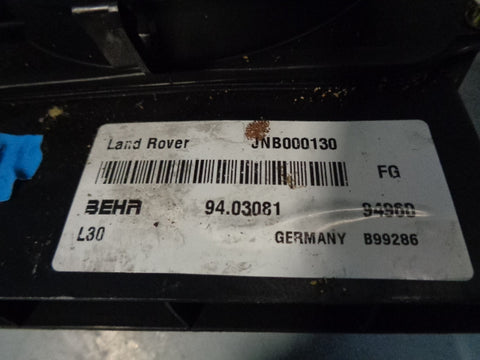 Land Rover JNB000130
FG
BEHR 94.03081 94960
L30 GERMANY B99286